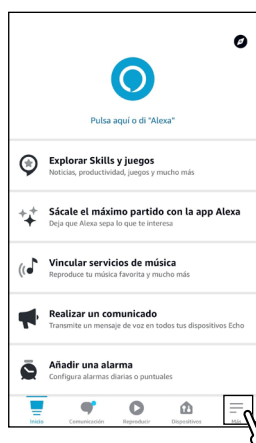 Pulsa aquí o di "Alexa"
Explorar Skills y juegos
Noticias, productividad, juegos y mucho más
Sácale el máximo partido con la app Alexa
Deja que Alexa sepa lo que te interesa
Vincular servicios de música
Reproduce tu música favorita y mucho más
Realizar un comunicado
Transmite un mensaje de voz en todos tus dispositivos Echo
Añadir una alarma
Configura alarmas diarias o puntuales
Inicio Comunicación Reproducir Dispositivos Más